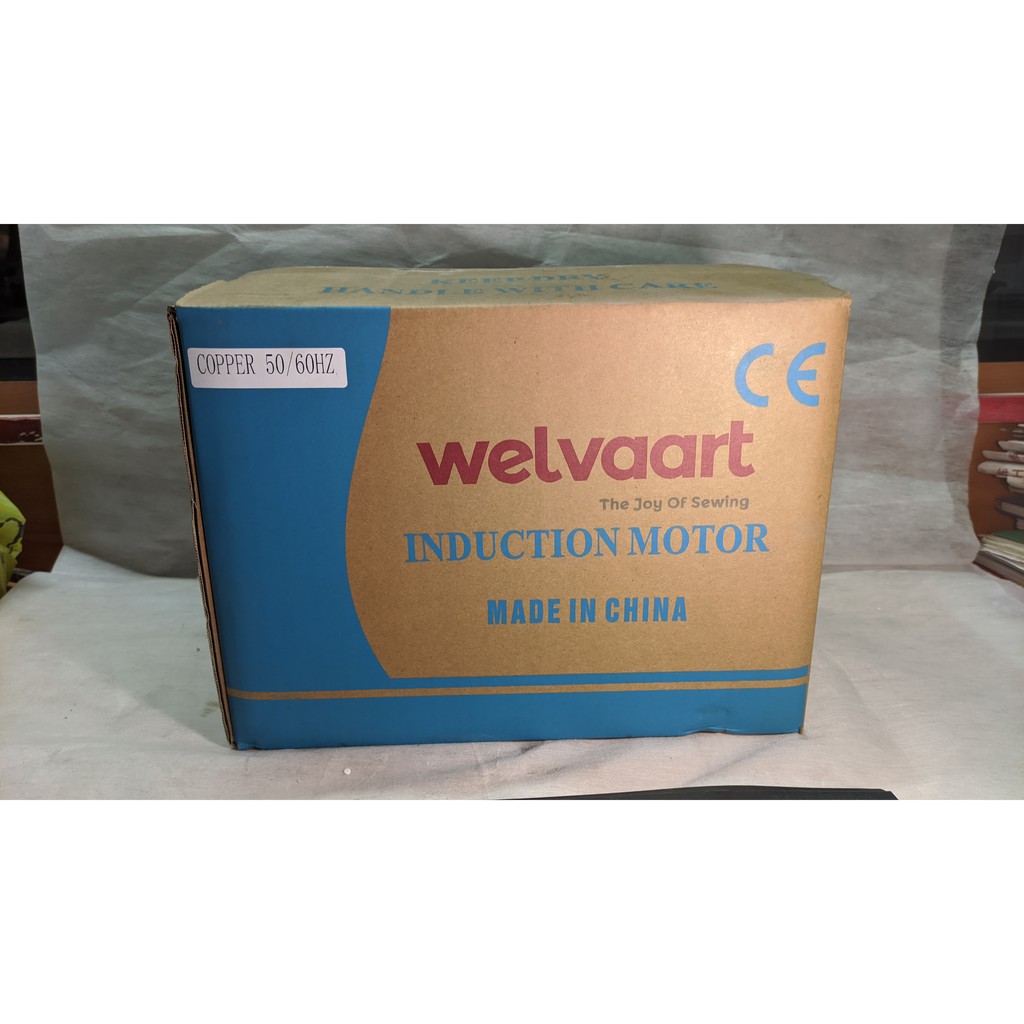 KEEP DRY
HANDLE WITH CARE
COPPER 50/60HZ
CE
welvaart
The Joy Of Sewing
INDUCTION MOTOR
MADE IN CHINA